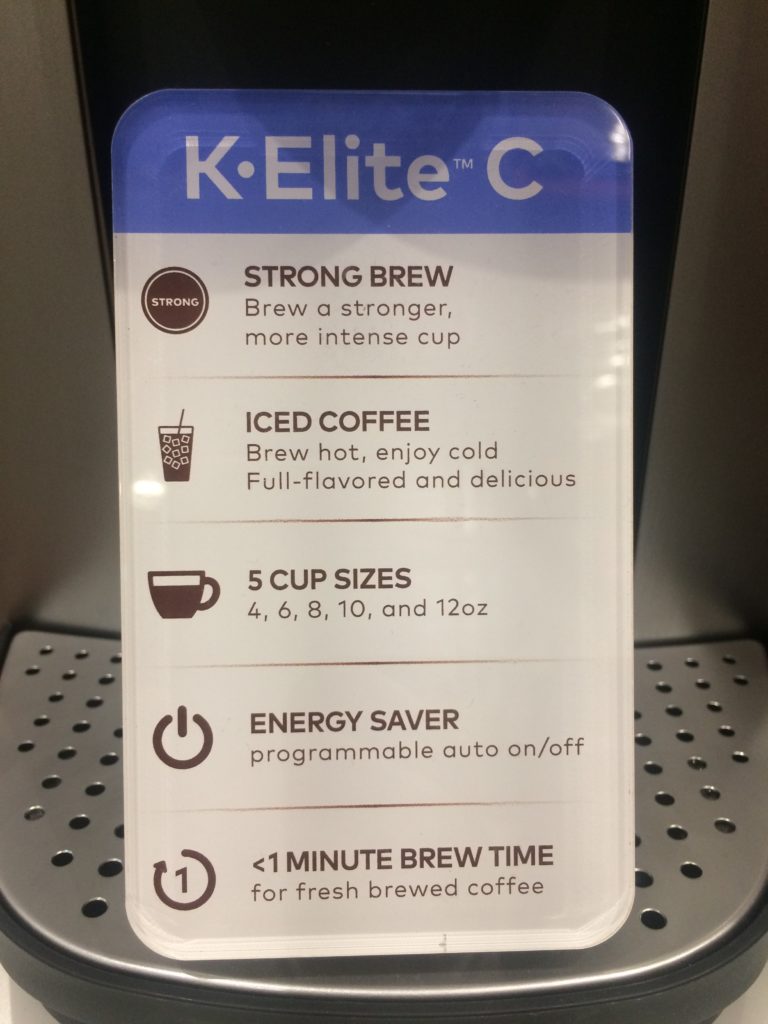 K•Elite™ C
STRONG
STRONG BREW
Brew a stronger,
more intense cup
ICED COFFEE
Brew hot, enjoy cold
Full-flavored and delicious
5 CUP SIZES
4, 6, 8, 10, and 12oz
ENERGY SAVER
programmable auto on/off
1
<1 MINUTE BREW TIME
for fresh brewed coffee